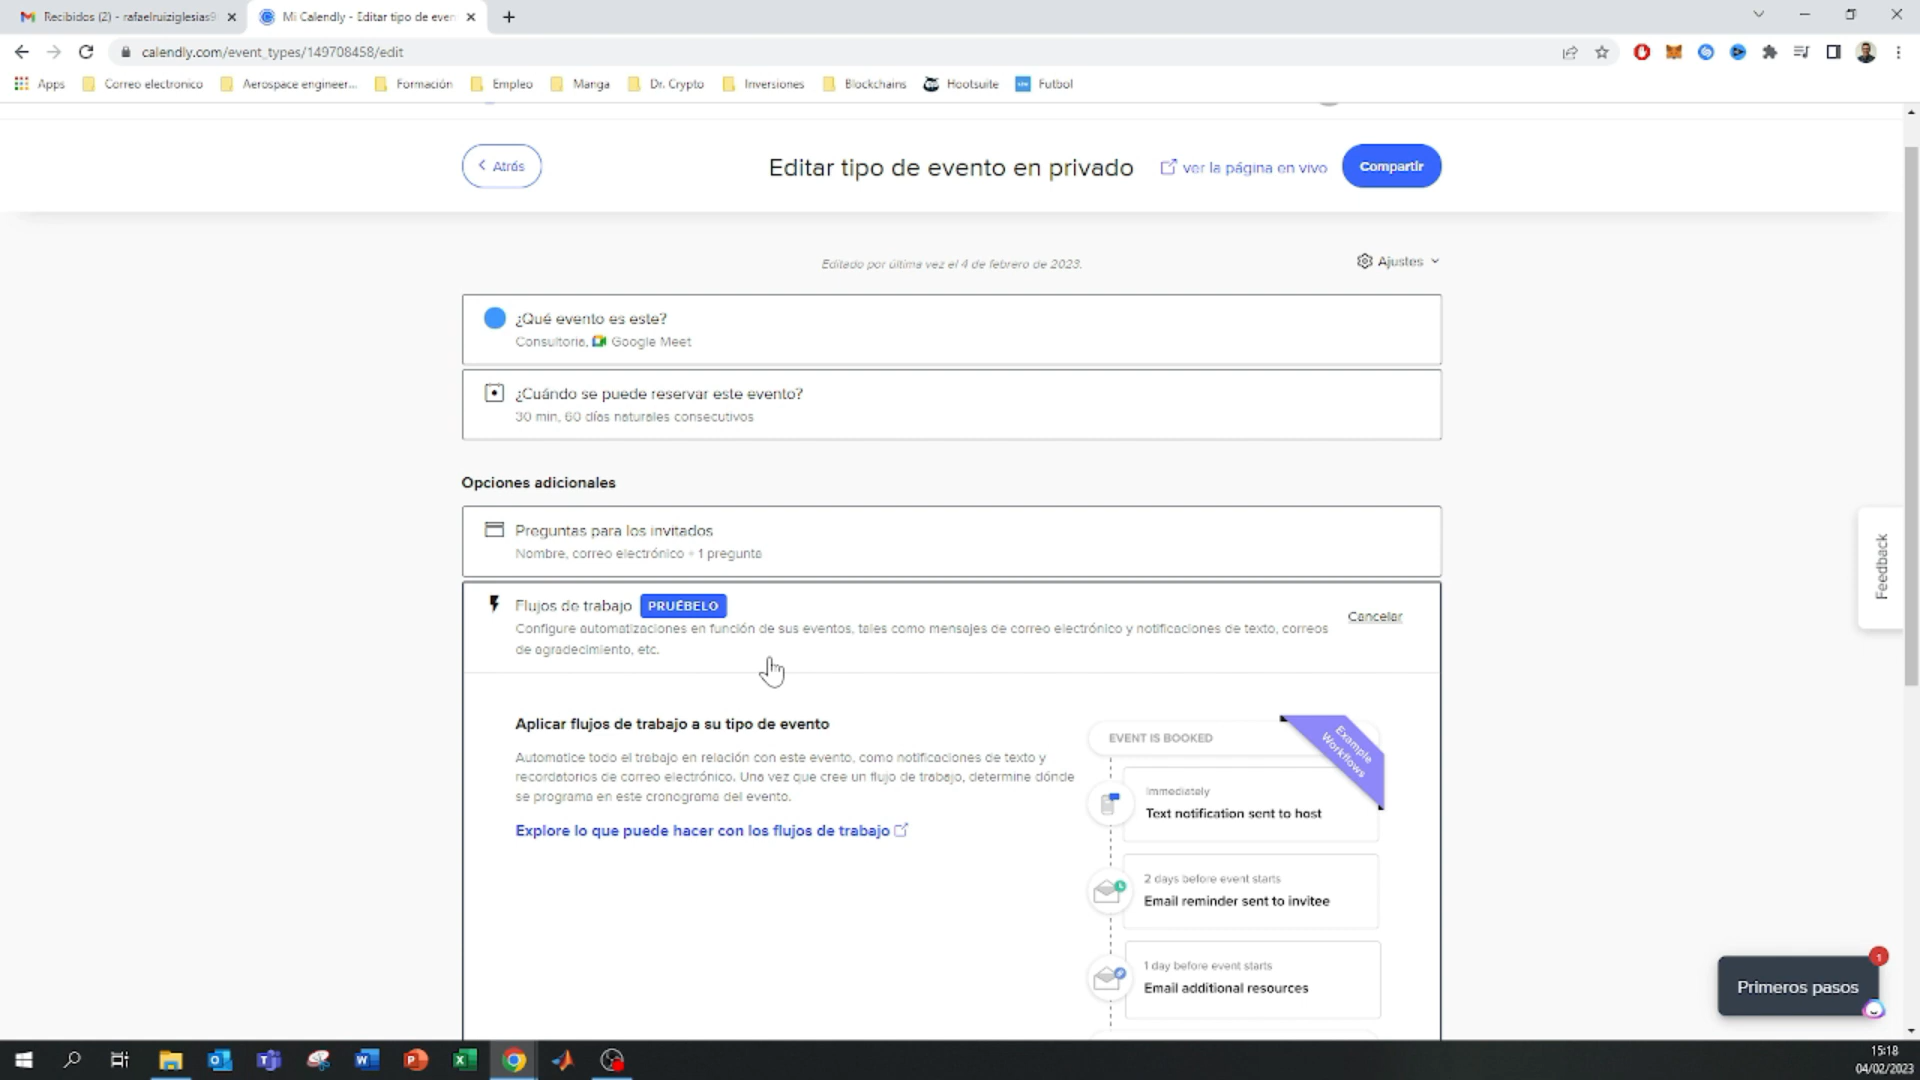 Recibidos (2) - rafaelruiziglesias9
Mi Calendly - Editar tipo de even
calendly.com/event_types/149708458/edit
Apps
Correo electronico
Aerospace engineer...
Formación
Empleo
Manga
Dr. Crypto
Inversiones
Blockchains
Hootsuite
Futbol
< Atrás
Editar tipo de evento en privado
ver la página en vivo
Compartir
Editado por última vez el 4 de febrero de 2023.
Ajustes
¿Qué evento es este?
Consultoria, Google Meet
¿Cuándo se puede reservar este evento?
30 min, 60 días naturales consecutivos
Opciones adicionales
Preguntas para los invitados
Nombre, correo electrónico + 1 pregunta
Flujos de trabajo PRUÉBELO
Configure automatizaciones en función de sus eventos, tales como mensajes de correo electrónico y notificaciones de texto, correos
de agradecimiento, etc.
Cancelar
Aplicar flujos de trabajo a su tipo de evento
Automatice todo el trabajo en relación con este evento, como notificaciones de texto y
recordatorios de correo electrónico. Una vez que cree un flujo de trabajo, determine dónde
se programa en este cronograma del evento.
Explore lo que puede hacer con los flujos de trabajo
EVENT IS BOOKED
Example
Workflows
Immediately
Text notification sent to host
2 days before event starts
Email reminder sent to invitee
1 day before event starts
Email additional resources
Feedback
1
Primeros pasos
15:18
04/02/2023